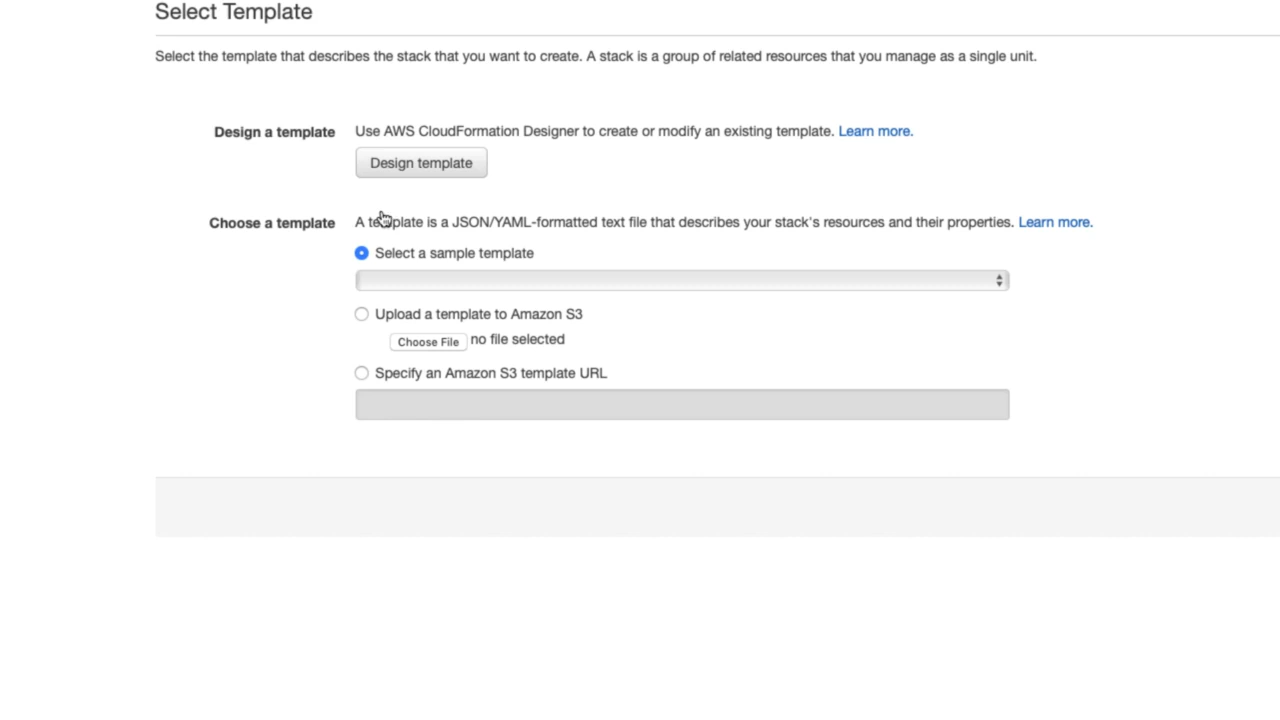 Select Template
Select the template that describes the stack that you want to create. A stack is a group of related resources that you manage as a single unit.
Design a template
Use AWS CloudFormation Designer to create or modify an existing template. Learn more.
Design template
Choose a template
A template is a JSON/YAML-formatted text file that describes your stack's resources and their properties. Learn more.
Select a sample template
Upload a template to Amazon S3
Choose File no file selected
Specify an Amazon S3 template URL